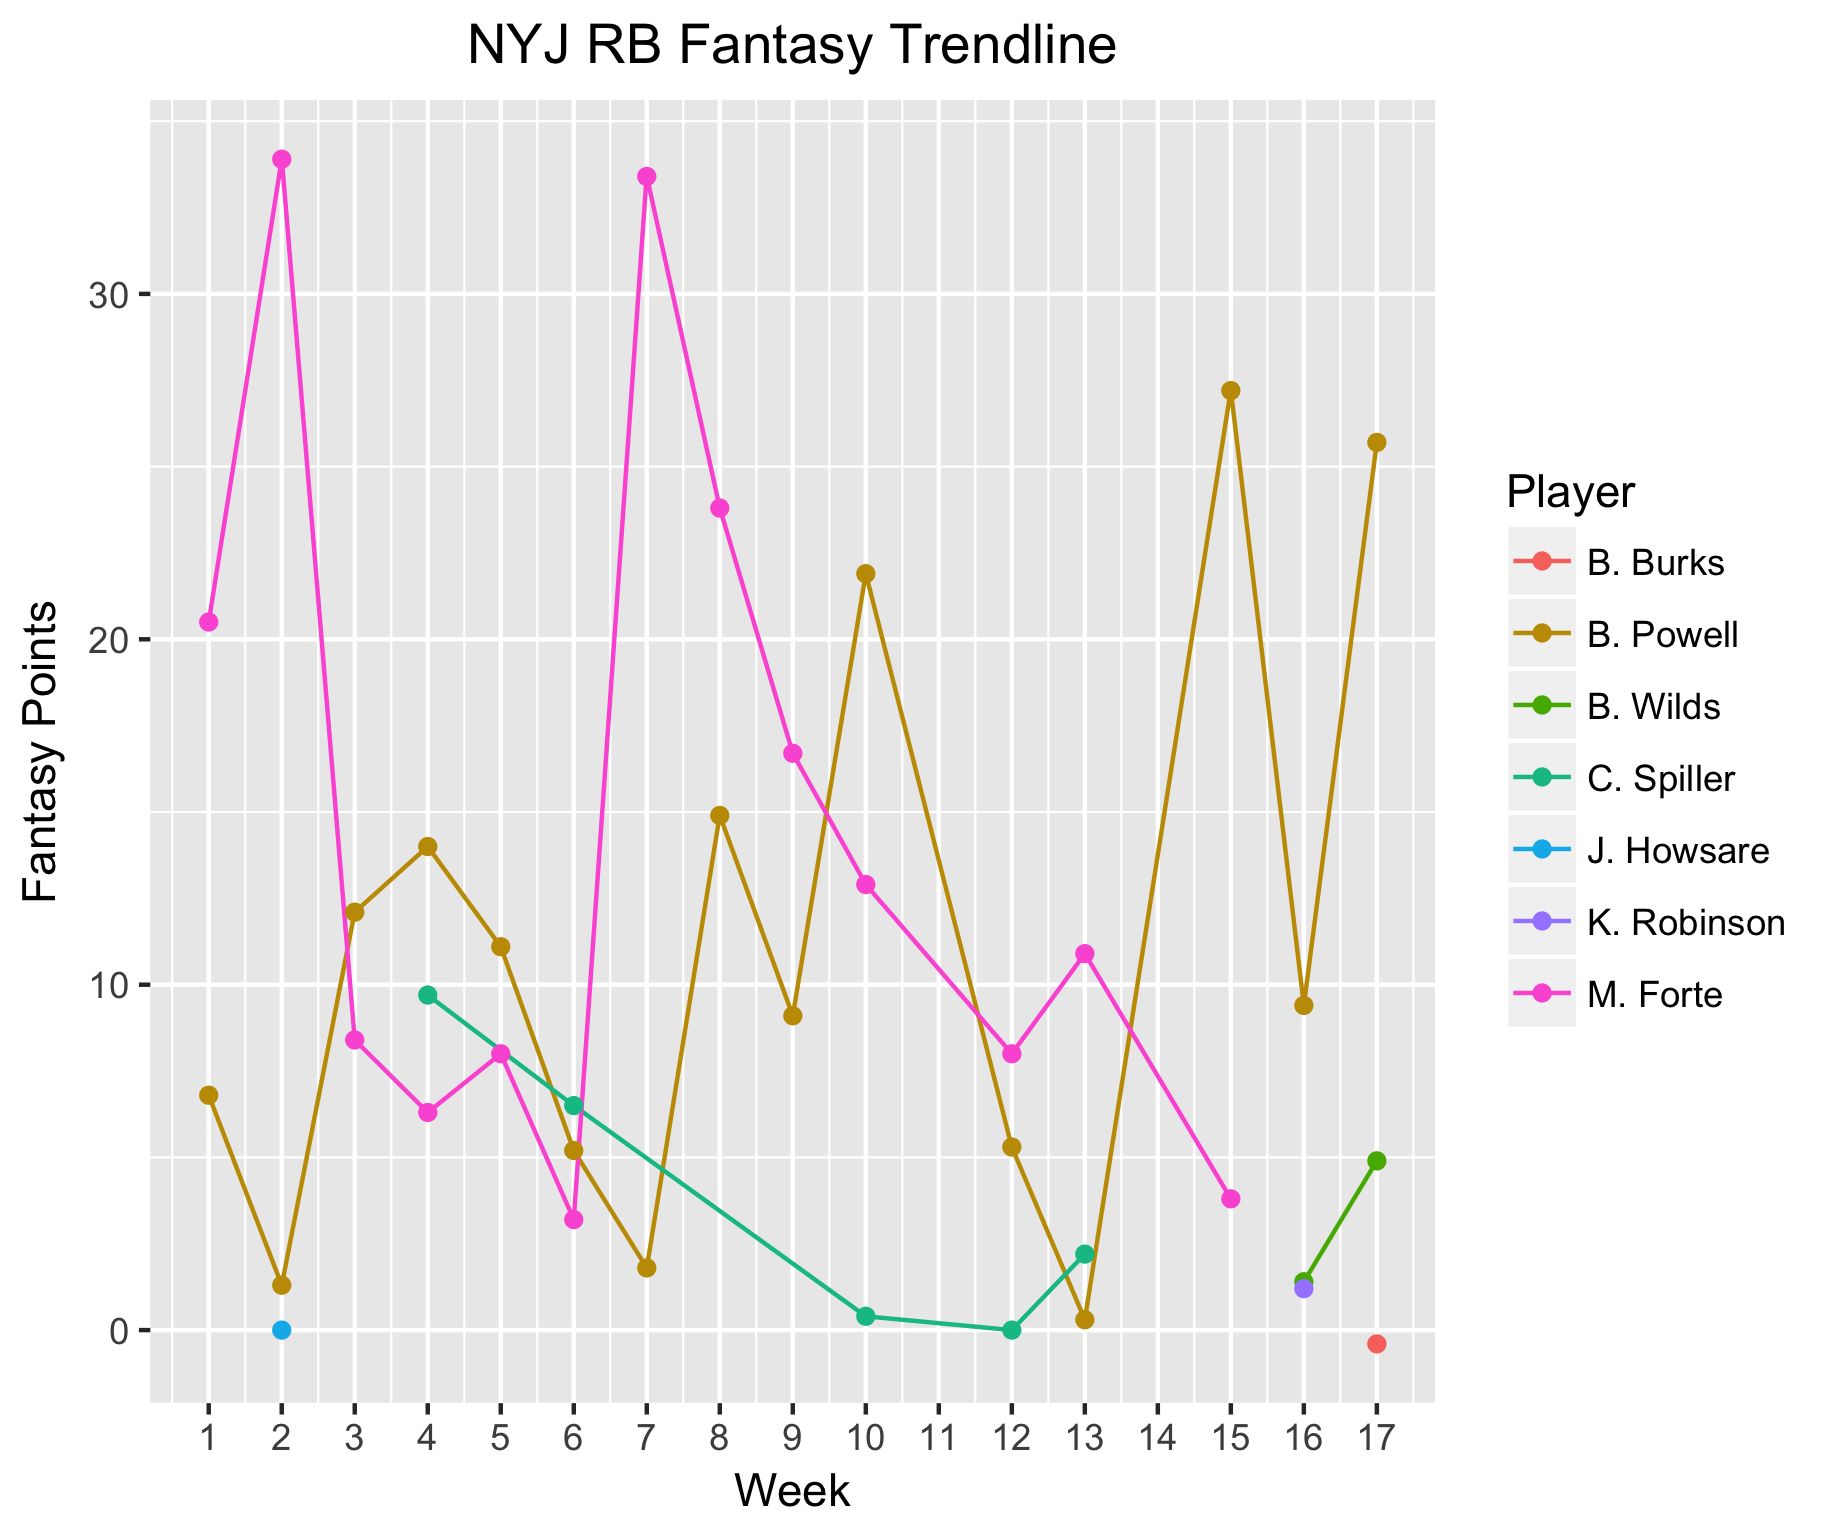 NYJ RB Fantasy Trendline
Fantasy Points
30
20
10
0
1 2 3 4 5 6 7 8 9 10 11 12 13 14 15 16 17
Week
Player
B. Burks
B. Powell
B. Wilds
C. Spiller
J. Howsare
K. Robinson
M. Forte